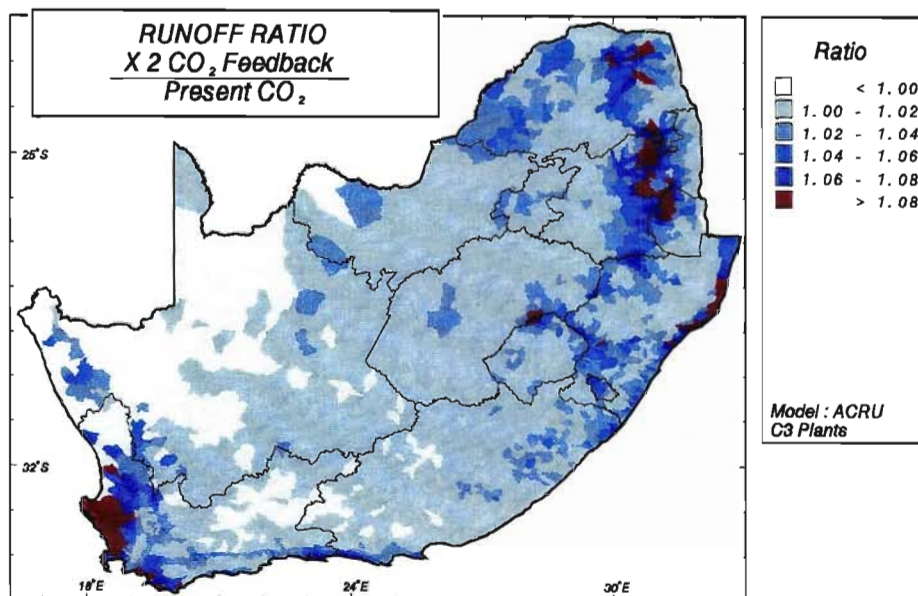 RUNOFF RATIO
X 2 CO₂ Feedback
Present CO₂
Ratio
< 1.00
1.00 - 1.02
1.02 - 1.04
1.04 - 1.06
1.06 - 1.08
> 1.08
Model : ACRU
C3 Plants
25°S
32°S
18°E
24°E
30°E